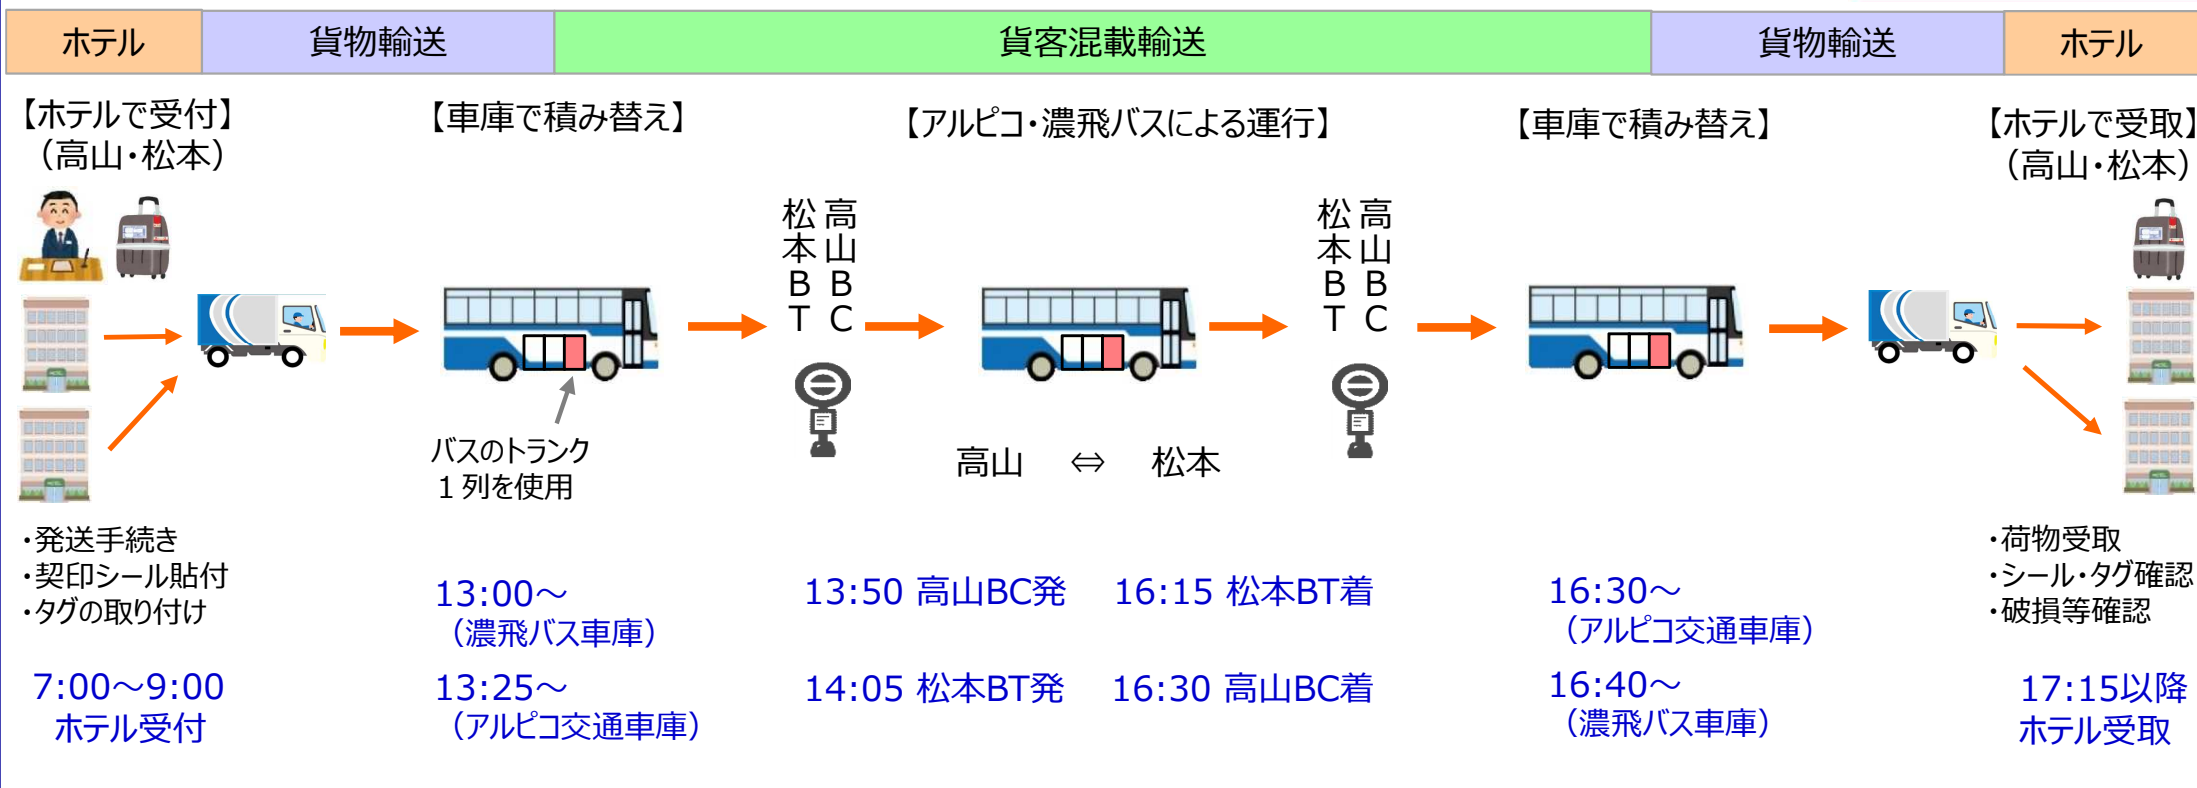 ホテル
貨物輸送
貨客混載輸送
貨物輸送
ホテル
【ホテルで受付】
（高山・松本）
【車庫で積み替え】
【アルピコ・濃飛バスによる運行】
【車庫で積み替え】
【ホテルで受取】
（高山・松本）
高山BC
松本BT
高山BC
松本BT
バスのトランク
１列を使用
高山 ⇔ 松本
・発送手続き
・契印シール貼付
・タグの取り付け
・荷物受取
・シール・タグ確認
・破損等確認
7:00～9:00
ホテル受付
13:00～
（濃飛バス車庫）
13:25～
（アルピコ交通車庫）
13:50 高山BC発
16:15 松本BT着
14:05 松本BT発
16:30 高山BC着
16:30～
（アルピコ交通車庫）
16:40～
（濃飛バス車庫）
17:15以降
ホテル受取